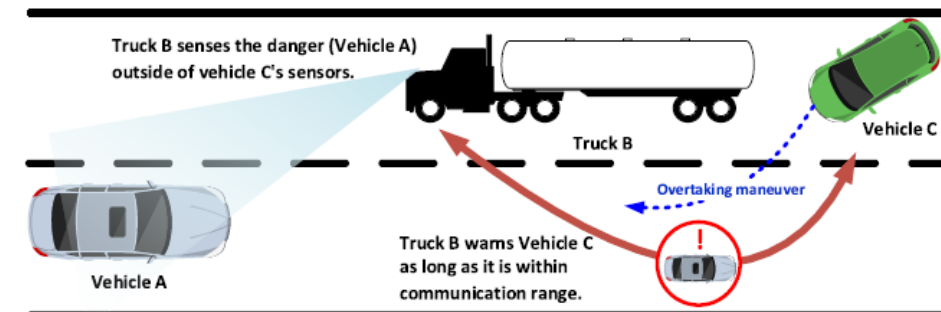 Truck B senses the danger (Vehicle A)
outside of vehicle C's sensors.
Vehicle C
Truck B
Overtaking maneuver
Truck B warns Vehicle C
as long as it is within
communication range.
!
Vehicle A